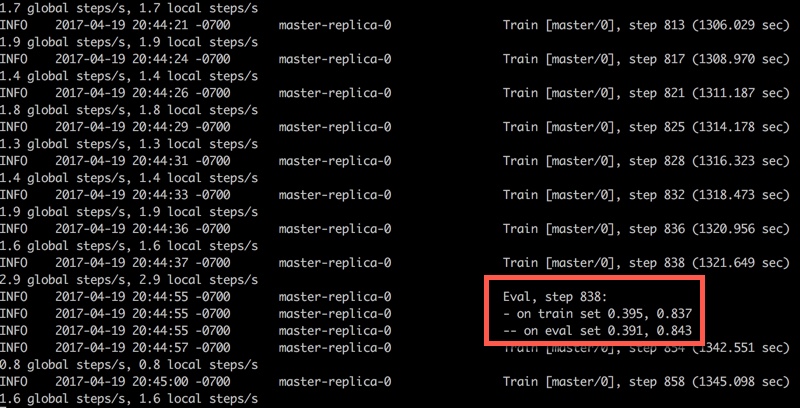 1.7 global steps/s, 1.7 local steps/s
INFO 2017-04-19 20:44:21 -0700 master-replica-0 Train [master/0], step 813 (1306.029 sec)
1.9 global steps/s, 1.9 local steps/s
INFO 2017-04-19 20:44:24 -0700 master-replica-0 Train [master/0], step 817 (1308.970 sec)
1.4 global steps/s, 1.4 local steps/s
INFO 2017-04-19 20:44:26 -0700 master-replica-0 Train [master/0], step 821 (1311.187 sec)
1.8 global steps/s, 1.8 local steps/s
INFO 2017-04-19 20:44:29 -0700 master-replica-0 Train [master/0], step 825 (1314.178 sec)
1.3 global steps/s, 1.3 local steps/s
INFO 2017-04-19 20:44:31 -0700 master-replica-0 Train [master/0], step 828 (1316.323 sec)
1.4 global steps/s, 1.4 local steps/s
INFO 2017-04-19 20:44:33 -0700 master-replica-0 Train [master/0], step 832 (1318.473 sec)
1.9 global steps/s, 1.9 local steps/s
INFO 2017-04-19 20:44:36 -0700 master-replica-0 Train [master/0], step 836 (1320.956 sec)
1.6 global steps/s, 1.6 local steps/s
INFO 2017-04-19 20:44:37 -0700 master-replica-0 Train [master/0], step 838 (1321.649 sec)
2.9 global steps/s, 2.9 local steps/s
INFO 2017-04-19 20:44:55 -0700 master-replica-0 Eval, step 838:
INFO 2017-04-19 20:44:55 -0700 master-replica-0 - on train set 0.395, 0.837
INFO 2017-04-19 20:44:55 -0700 master-replica-0 -- on eval set 0.391, 0.843
INFO 2017-04-19 20:44:57 -0700 master-replica-0 Train [master/0], step (1342.551 sec)
0.8 global steps/s, 0.8 local steps/s
INFO 2017-04-19 20:45:00 -0700 master-replica-0 Train [master/0], step 858 (1345.098 sec)
1.6 global steps/s, 1.6 local steps/s